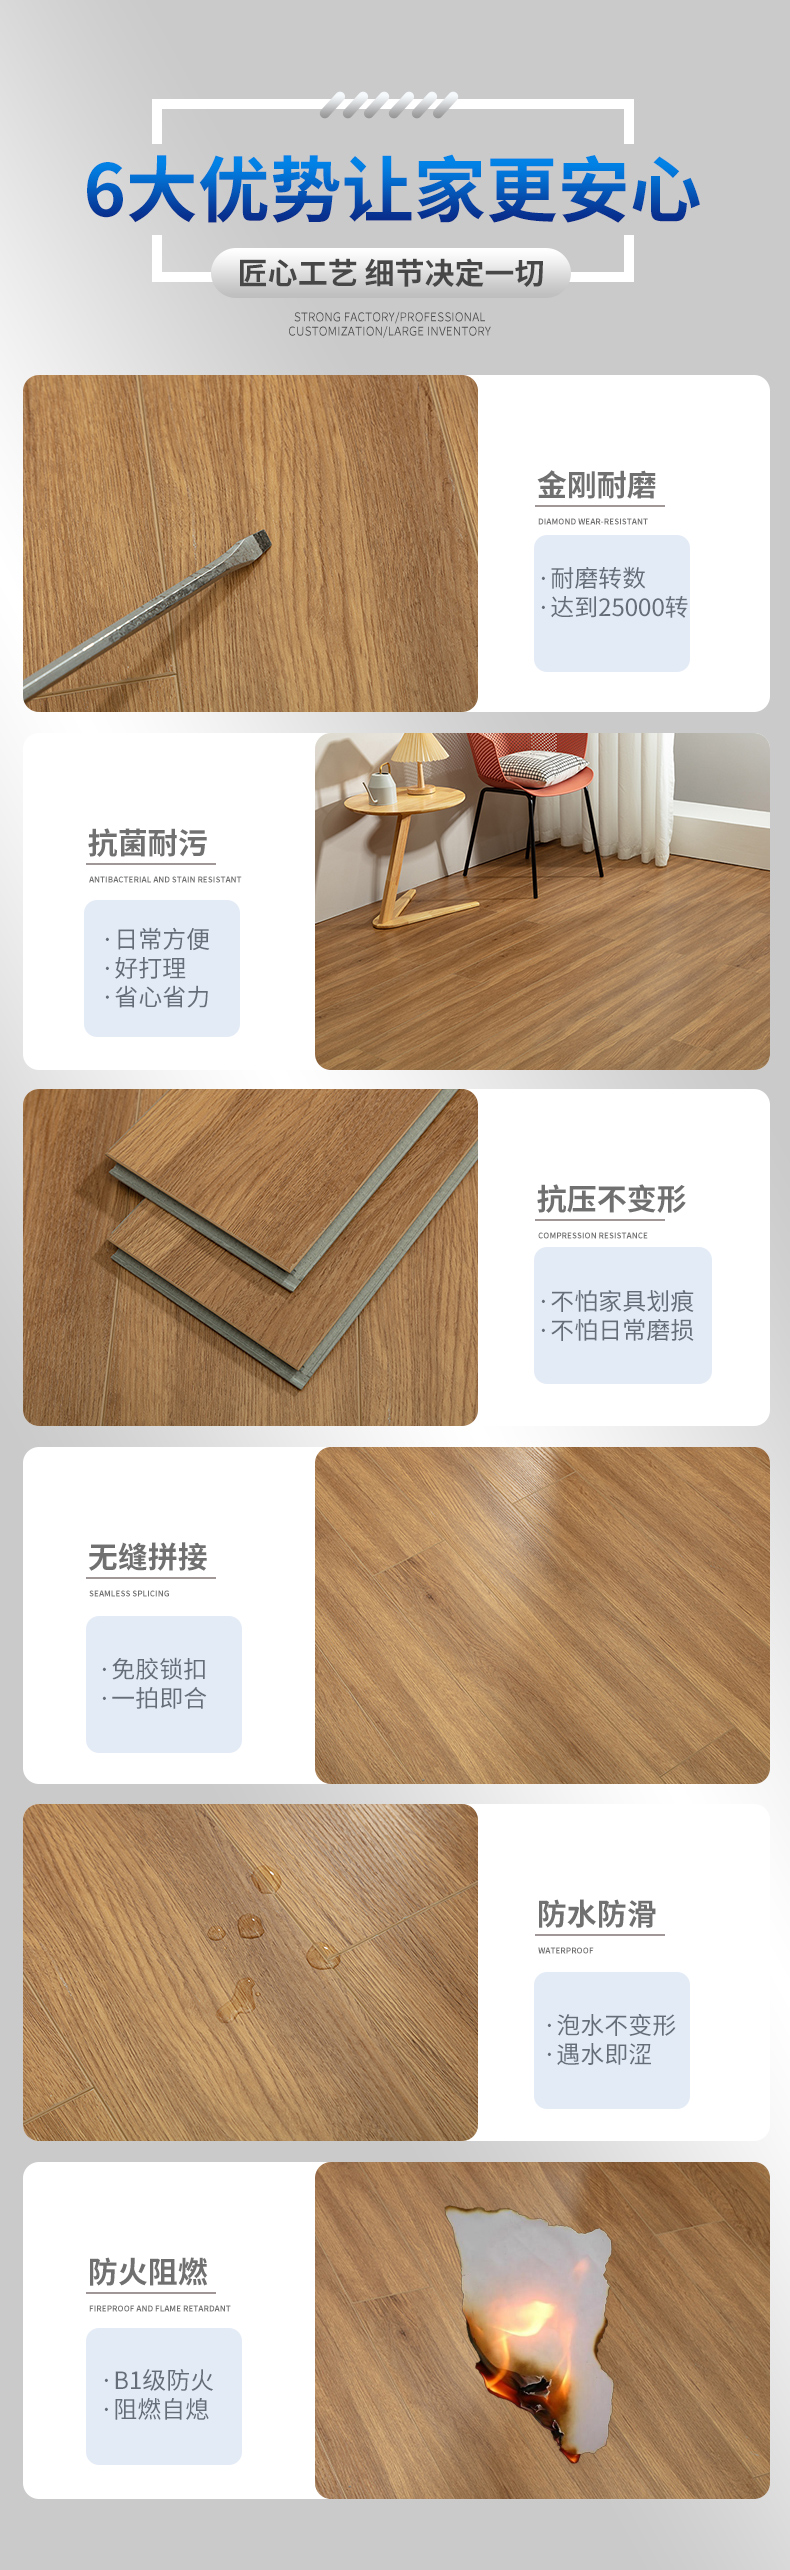 6大优势让家更安心
匠心工艺 细节决定一切
STRONG FACTORY/PROFESSIONAL
CUSTOMIZATION/LARGE INVENTORY
金刚耐磨
DIAMOND WEAR-RESISTANT
·耐磨转数
·达到25000转
抗菌耐污
ANTIBACTERIAL AND STAIN RESISTANT
·日常方便
·好打理
·省心省力
抗压不变形
COMPRESSION RESISTANCE
·不怕家具划痕
·不怕日常磨损
无缝拼接
SEAMLESS SPLICING
·免胶锁扣
·一拍即合
防水防滑
WATERPROOF
·泡水不变形
·遇水即涩
防火阻燃
FIREPROOF AND FLAME RETARDANT
·B1级防火
·阻燃自熄